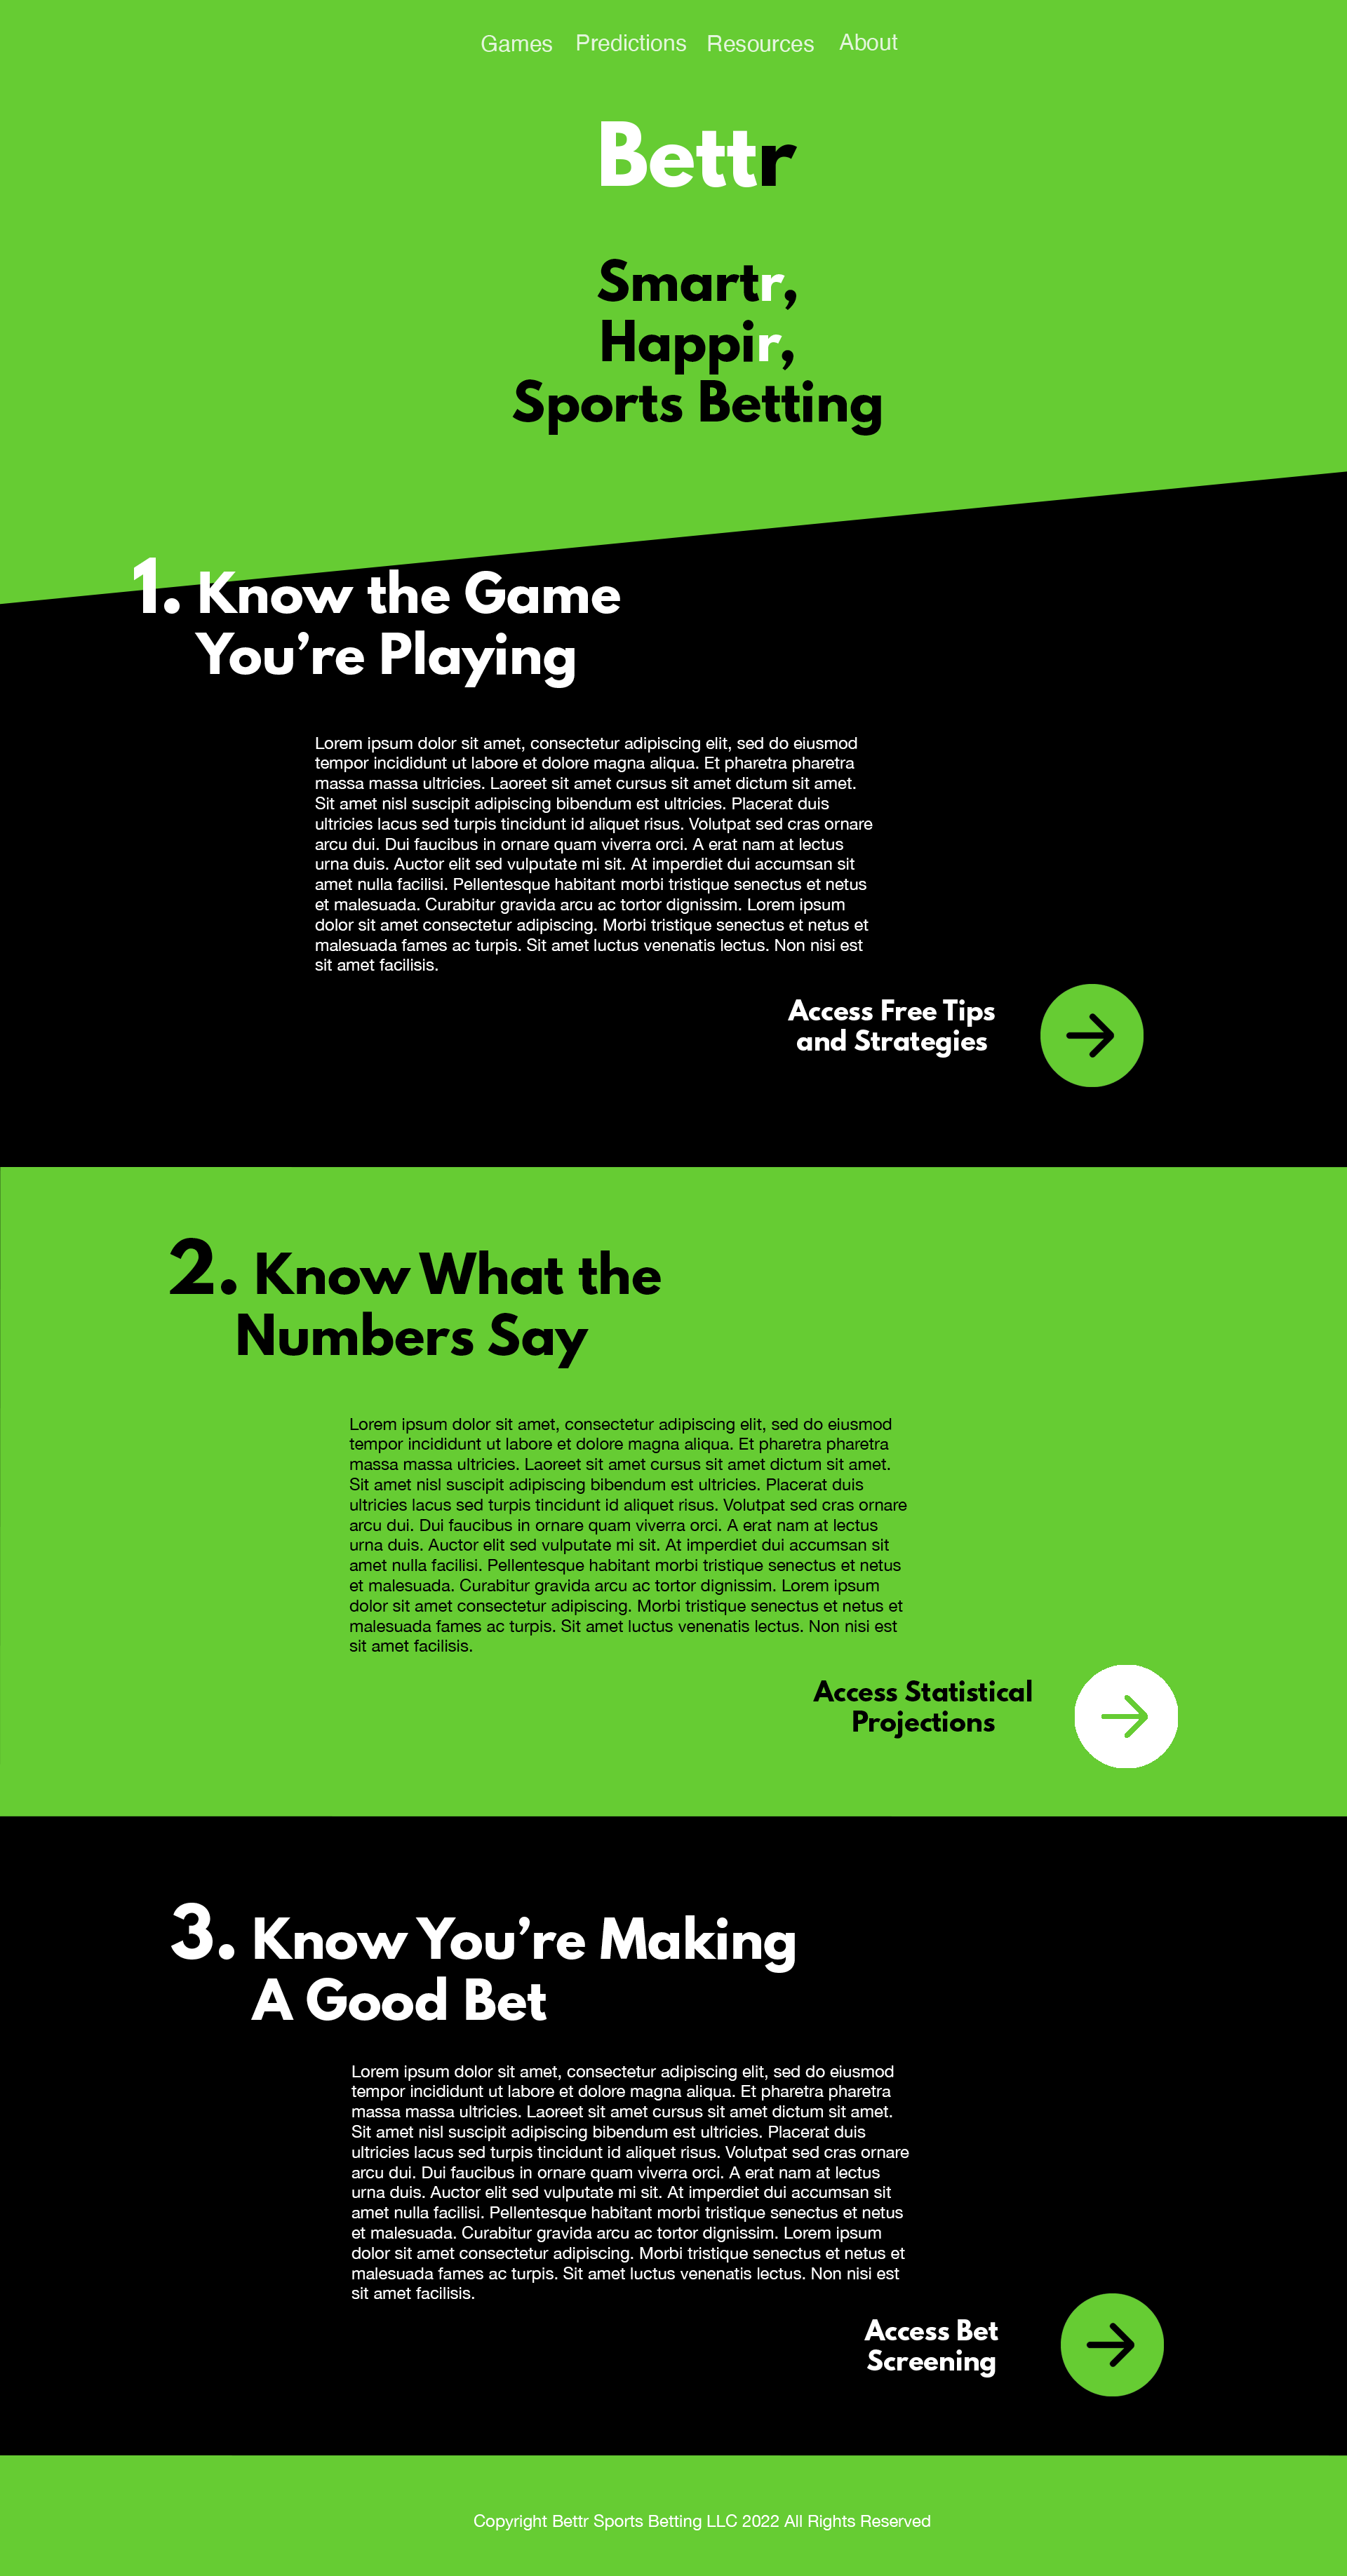 Games Predictions Resources About
Bettr
Smartr,
Happir,
Sports Betting
1. Know the Game
You’re Playing
Lorem ipsum dolor sit amet, consectetur adipiscing elit, sed do eiusmod
tempor incididunt ut labore et dolore magna aliqua. Et pharetra pharetra
massa massa ultricies. Laoreet sit amet cursus sit amet dictum sit amet.
Sit amet nisl suscipit adipiscing bibendum est ultricies. Placerat duis
ultricies lacus sed turpis tincidunt id aliquet risus. Volutpat sed cras ornare
arcu dui. Dui faucibus in ornare quam viverra orci. A erat nam at lectus
urna duis. Auctor elit sed vulputate mi sit. At imperdiet dui accumsan sit
amet nulla facilisi. Pellentesque habitant morbi tristique senectus et netus
et malesuada. Curabitur gravida arcu ac tortor dignissim. Lorem ipsum
dolor sit amet consectetur adipiscing. Morbi tristique senectus et netus et
malesuada fames ac turpis. Sit amet luctus venenatis lectus. Non nisi est
sit amet facilisis.
Access Free Tips
and Strategies
2. Know What the
Numbers Say
Lorem ipsum dolor sit amet, consectetur adipiscing elit, sed do eiusmod
tempor incididunt ut labore et dolore magna aliqua. Et pharetra pharetra
massa massa ultricies. Laoreet sit amet cursus sit amet dictum sit amet.
Sit amet nisl suscipit adipiscing bibendum est ultricies. Placerat duis
ultricies lacus sed turpis tincidunt id aliquet risus. Volutpat sed cras ornare
arcu dui. Dui faucibus in ornare quam viverra orci. A erat nam at lectus
urna duis. Auctor elit sed vulputate mi sit. At imperdiet dui accumsan sit
amet nulla facilisi. Pellentesque habitant morbi tristique senectus et netus
et malesuada. Curabitur gravida arcu ac tortor dignissim. Lorem ipsum
dolor sit amet consectetur adipiscing. Morbi tristique senectus et netus et
malesuada fames ac turpis. Sit amet luctus venenatis lectus. Non nisi est
sit amet facilisis.
Access Statistical
Projections
3. Know You’re Making
A Good Bet
Lorem ipsum dolor sit amet, consectetur adipiscing elit, sed do eiusmod
tempor incididunt ut labore et dolore magna aliqua. Et pharetra pharetra
massa massa ultricies. Laoreet sit amet cursus sit amet dictum sit amet.
Sit amet nisl suscipit adipiscing bibendum est ultricies. Placerat duis
ultricies lacus sed turpis tincidunt id aliquet risus. Volutpat sed cras ornare
arcu dui. Dui faucibus in ornare quam viverra orci. A erat nam at lectus
urna duis. Auctor elit sed vulputate mi sit. At imperdiet dui accumsan sit
amet nulla facilisi. Pellentesque habitant morbi tristique senectus et netus
et malesuada. Curabitur gravida arcu ac tortor dignissim. Lorem ipsum
dolor sit amet consectetur adipiscing. Morbi tristique senectus et netus et
malesuada fames ac turpis. Sit amet luctus venenatis lectus. Non nisi est
sit amet facilisis.
Access Bet
Screening
Copyright Bettr Sports Betting LLC 2022 All Rights Reserved